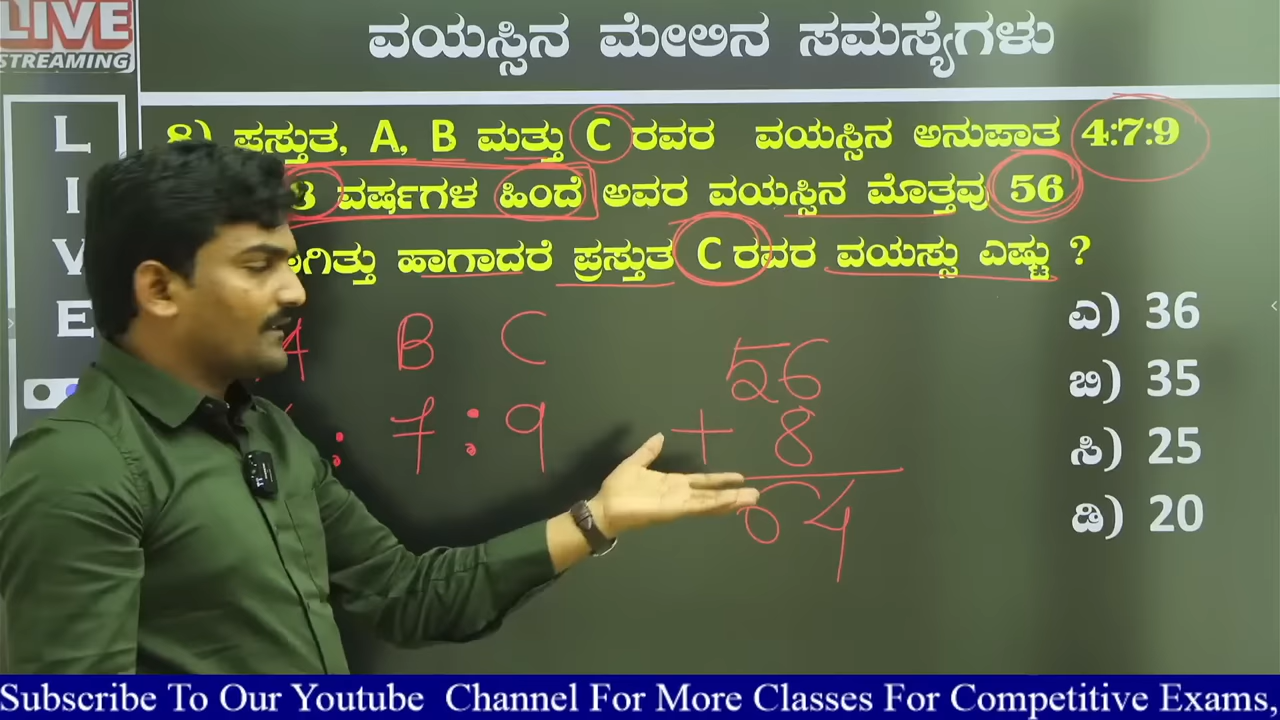 LIVE
STREAMING
ವಯಸ್ಸಿನ ಮೇಲಿನ ಸಮಸ್ಯೆಗಳು
L
I
V
E
8) ಪ್ರಸ್ತುತ, A, B ಮತ್ತು C ರವರ ವಯಸ್ಸಿನ ಅನುಪಾತ 4:7:9
8 ವರ್ಷಗಳ ಹಿಂದೆ ಅವರ ವಯಸ್ಸಿನ ಮೊತ್ತವು 56
ಹಾಗಾದರೆ ಪ್ರಸ್ತುತ C ರವರ ವಯಸ್ಸು ಎಷ್ಟು ?
A B C
: 7 : 9
56
+ 8
64
ಎ) 36
ಬಿ) 35
ಸಿ) 25
ಡಿ) 20
Subscribe To Our Youtube Channel For More Classes For Competitive Exams,